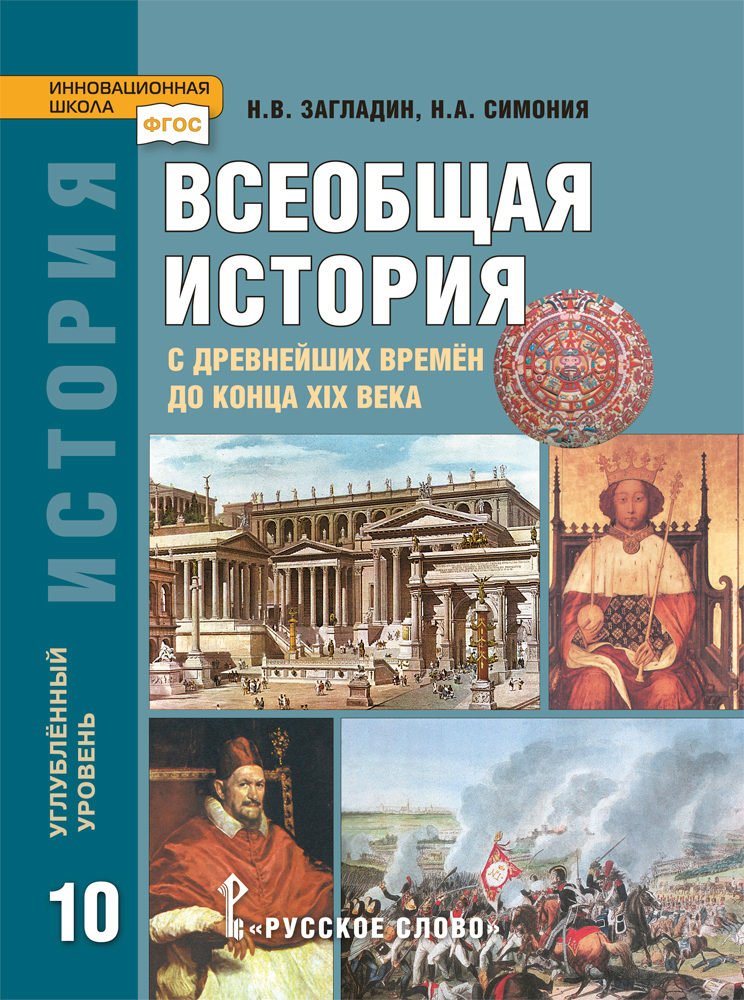 ИННОВАЦИОННАЯ
ШКОЛА
ФГОС
Н.В. ЗАГЛАДИН, Н.А. СИМОНИЯ
ВСЕОБЩАЯ
ИСТОРИЯ
С ДРЕВНЕЙШИХ ВРЕМЁН
ДО КОНЦА XIX ВЕКА
ИСТОРИЯ
УГЛУБЛЁННЫЙ
УРОВЕНЬ
10
«РУССКОЕ СЛОВО»